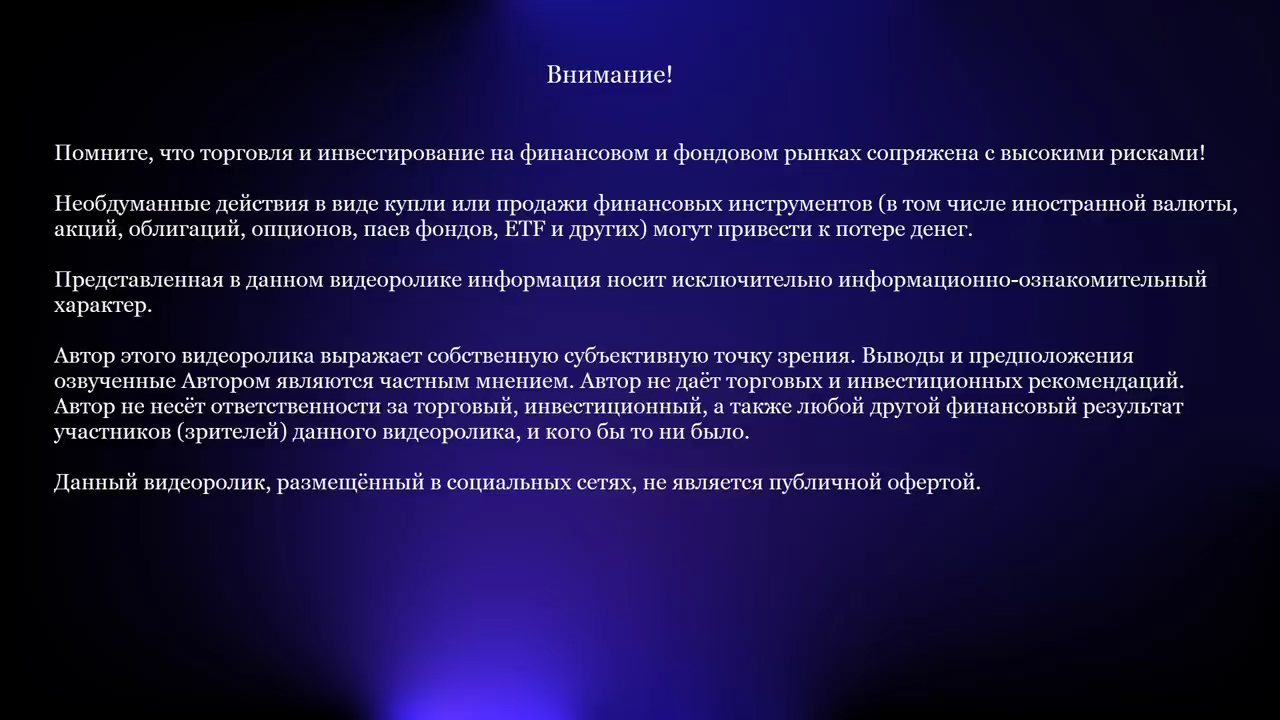 Внимание!
Помните, что торговля и инвестирование на финансовом и фондовом рынках сопряжена с высокими рисками!
Необдуманные действия в виде купли или продажи финансовых инструментов (в том числе иностранной валюты,
акций, облигаций, опционов, паев фондов, ETF и других) могут привести к потере денег.
Представленная в данном видеоролике информация носит исключительно информационно-ознакомительный
характер.
Автор этого видеоролика выражает собственную субъективную точку зрения. Выводы и предположения
озвученные Автором являются частным мнением. Автор не даёт торговых и инвестиционных рекомендаций.
Автор не несёт ответственности за торговый, инвестиционный, а также любой другой финансовый результат
участников (зрителей) данного видеоролика, и кого бы то ни было.
Данный видеоролик, размещённый в социальных сетях, не является публичной офертой.